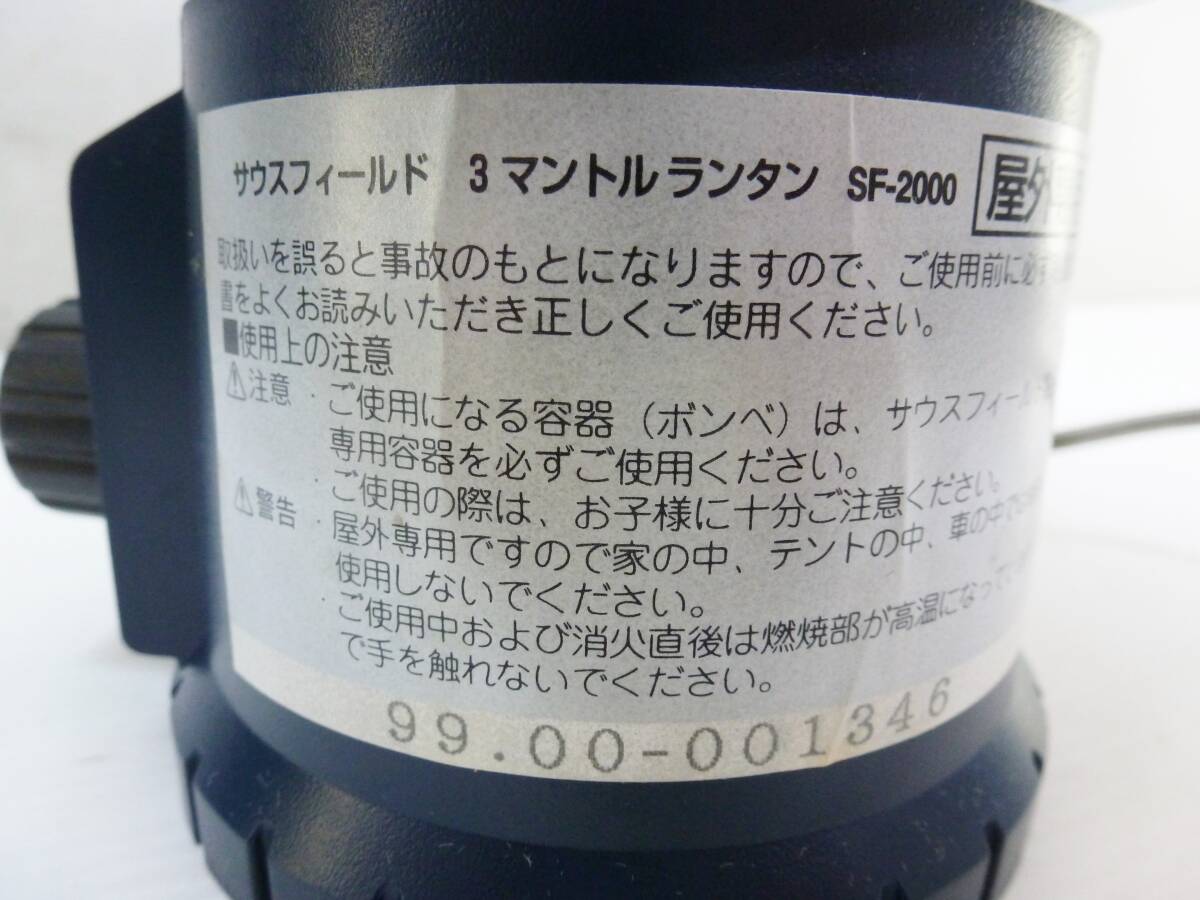 サウスフィールド 3マントルランタン SF-2000 屋外
取扱いを誤ると事故のもとになりますので、ご使用前に必ず
書をよくお読みいただき正しくご使用ください。
■使用上の注意
⚠注意・ご使用になる容器(ボンベ)は、サウスフィールド
専用容器を必ずご使用ください。
ご使用の際は、お子様に十分ご注意ください。
⚠警告・屋外専用ですので家の中、テントの中、車の中で
使用しないでください。
ご使用中および消火直後は燃焼部が高温になって
で手を触れないでください。
99.00-001346